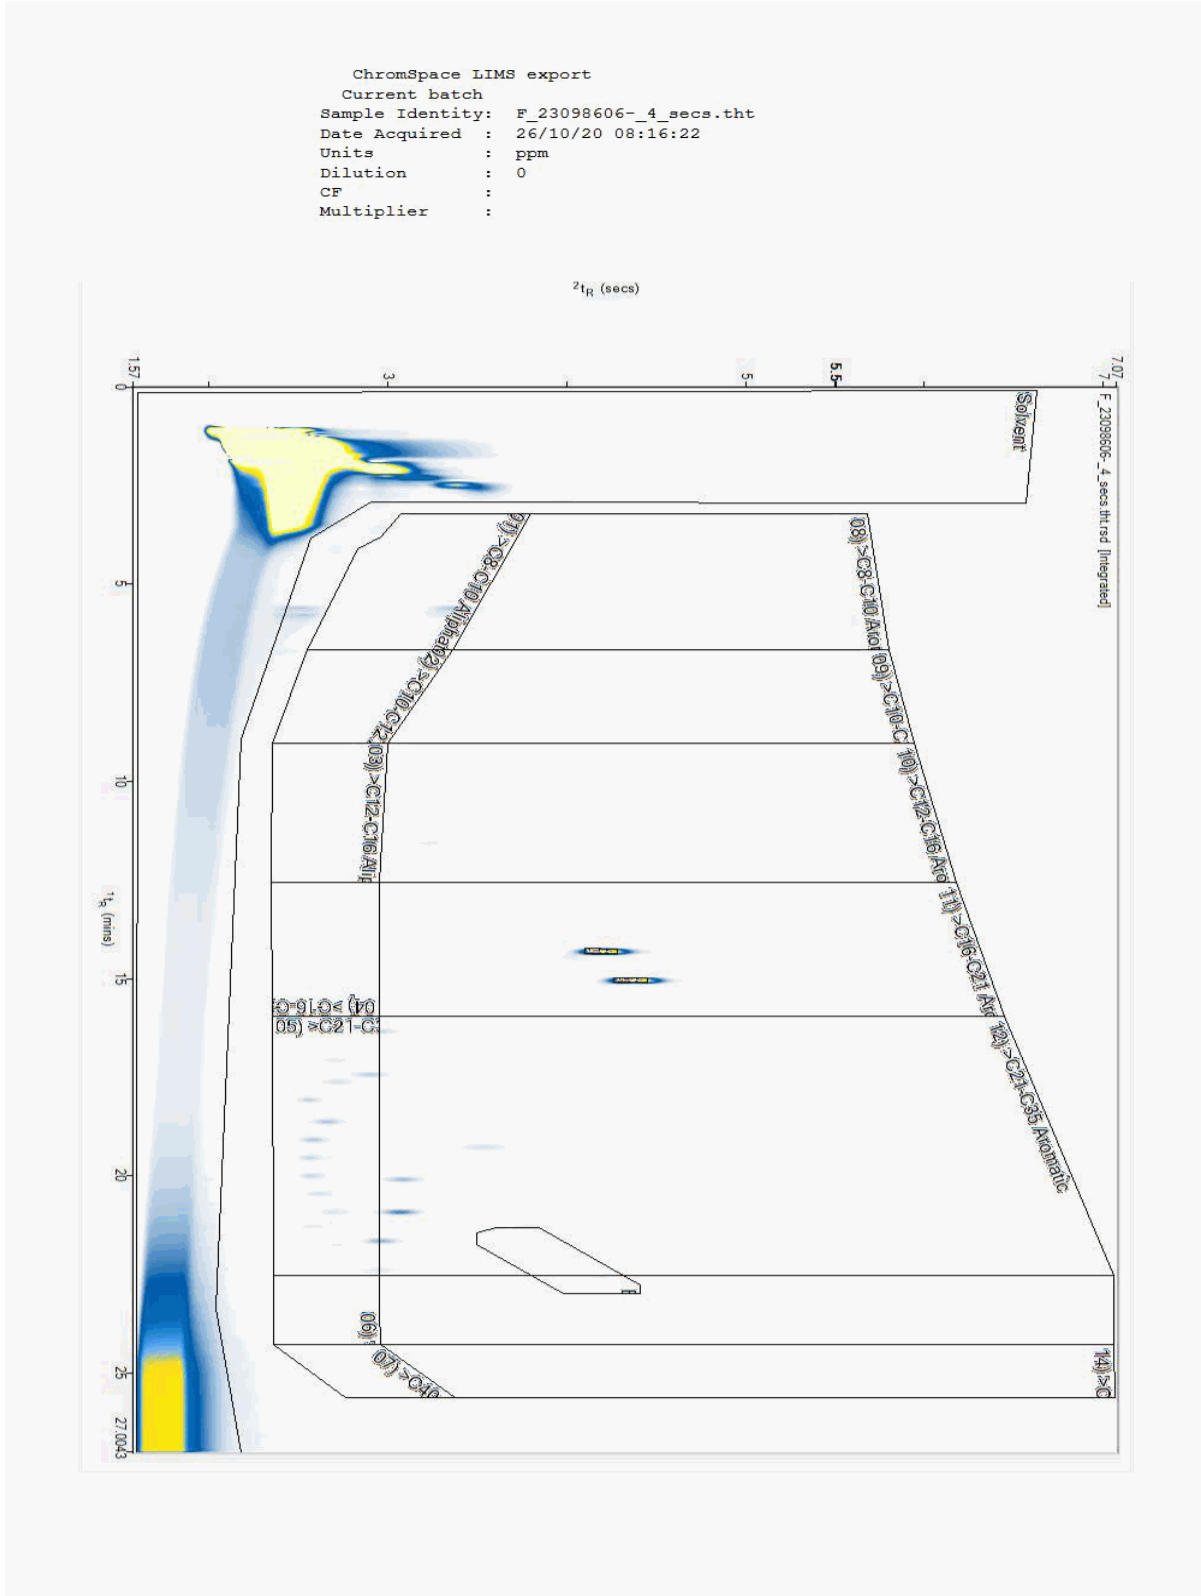 ChromSpace LIMS export
Current batch
Sample Identity: F_23098606-_4_secs.tht
Date Acquired : 26/10/20 08:16:22
Units : ppm
Dilution : 0
CF :
Multiplier :
²tR (secs)
1.57
3
5
5.5
7
7.07
F_23098606-_4_secs.tht.rsd [Integrated]
Solvent
0
5
10
15
20
25
27.0043
¹tR (mins)
01) >C8-C10 Aliphat
02) >C10-C12
03) >C12-C16 Alip
04) >C16-C
05) >C21-C
06)
07) >C40
08) >C8-C10 Aro
09) >C10-C
10) >C12-C16 Aro
11) >C16-C21 Aro
12) >C21-C35 Aromatic
14) >C